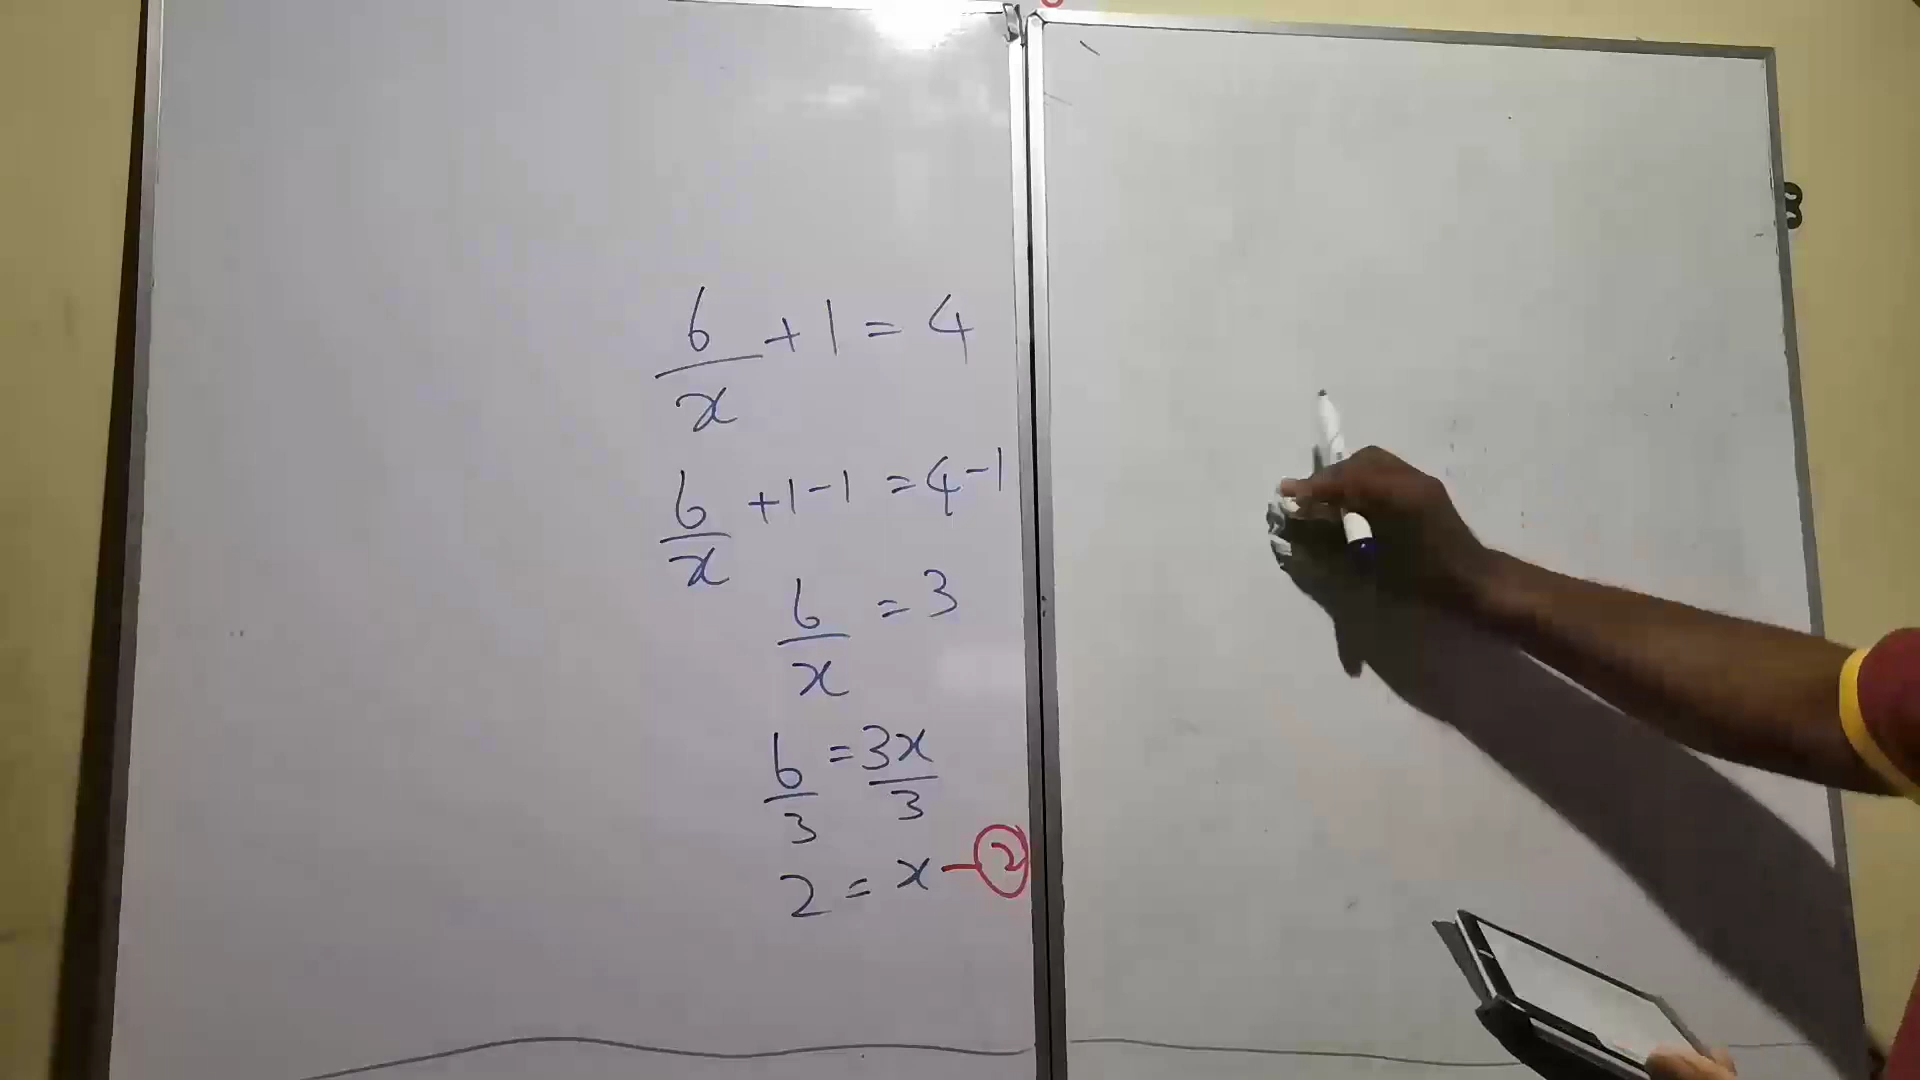 6/x + 1 = 4
6/x + 1 - 1 = 4 - 1
6/x = 3
6/3 = 3x/3
2 = x - 2